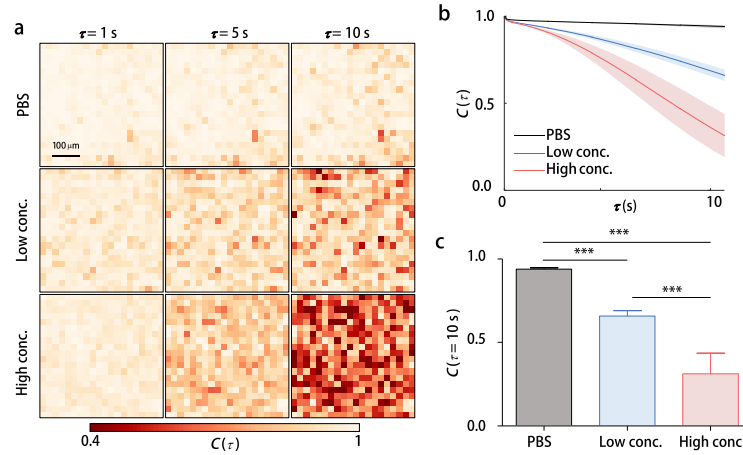 a
τ = 1 s
τ = 5 s
τ = 10 s
PBS
100 μm
Low conc.
High conc.
0.4
1
C(τ)
b
1.0
0.5
0.0
C(τ)
PBS
Low conc.
High conc.
0
τ(s)
10
c
***
***
***
1.0
0.5
0.0
C(τ = 10 s)
PBS
Low conc.
High conc